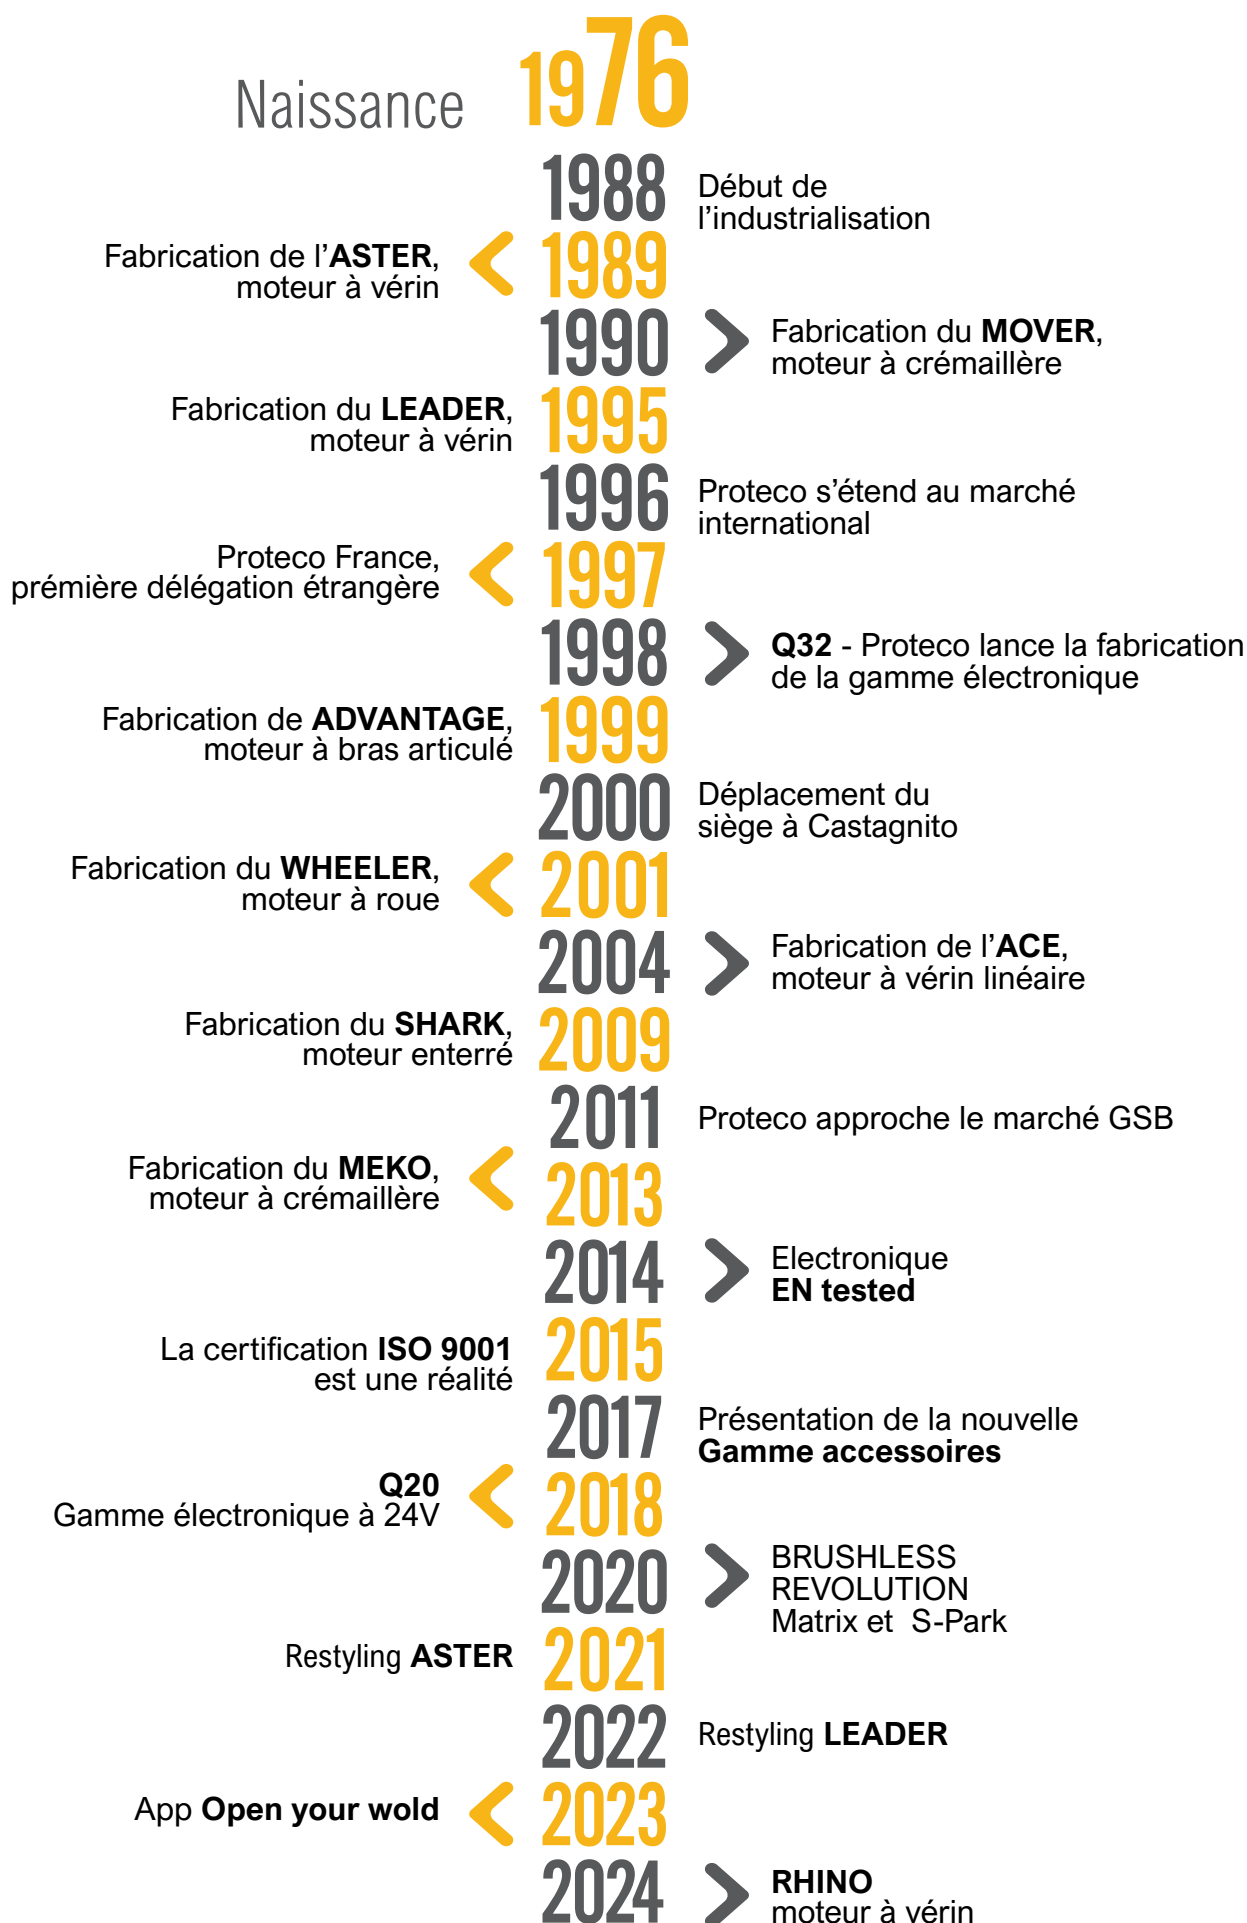 Naissance 1976
1988
Début de
l'industrialisation
Fabrication de l'ASTER,
moteur à vérin
1989
1990
Fabrication du MOVER,
moteur à crémaillère
Fabrication du LEADER,
moteur à vérin
1995
1996
Proteco s'étend au marché
international
Proteco France,
prémière délégation étrangère
1997
1998
Q32 - Proteco lance la fabrication
de la gamme électronique
Fabrication de ADVANTAGE,
moteur à bras articulé
1999
2000
Déplacement du
siège à Castagnito
Fabrication du WHEELER,
moteur à roue
2001
2004
Fabrication de l'ACE,
moteur à vérin linéaire
Fabrication du SHARK,
moteur enterré
2009
2011
Proteco approche le marché GSB
Fabrication du MEKO,
moteur à crémaillère
2013
2014
Electronique
EN tested
La certification ISO 9001
est une réalité
2015
2017
Présentation de la nouvelle
Gamme accessoires
Q20
Gamme électronique à 24V
2018
2020
BRUSHLESS
REVOLUTION
Matrix et S-Park
Restyling ASTER
2021
2022
Restyling LEADER
App Open your wold
2023
2024
RHINO
moteur à vérin